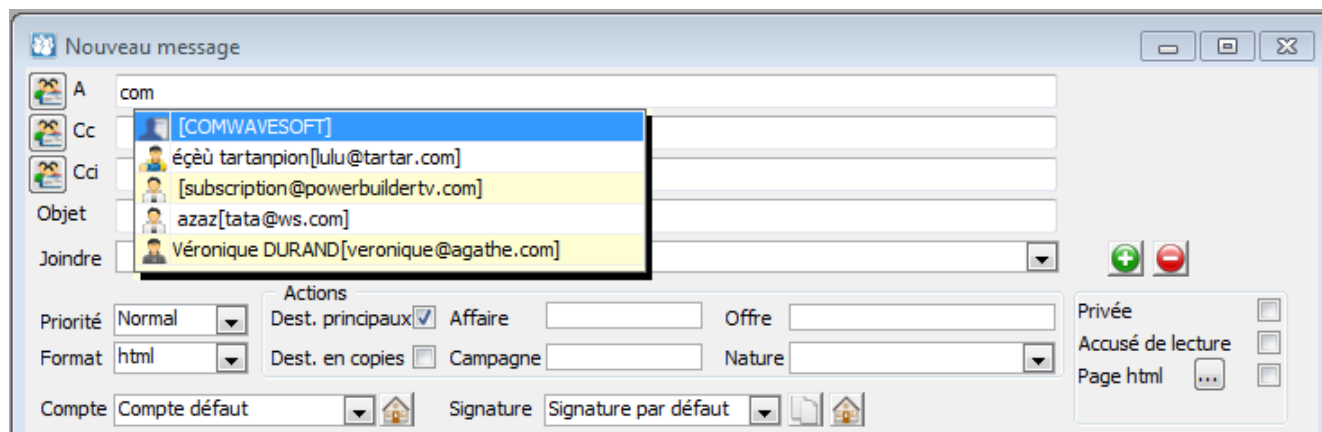 Nouveau message
A com
Cc [COMWAVESOFT]
éçèù tartanpion[lulu@tartar.com]
Cci
[subscription@powerbuildertv.com]
Objet azaz[tata@ws.com]
Joindre Véronique DURAND[veronique@agathe.com]
Actions
Priorité Normal Dest. principaux Affaire Offre Privée
Format html Dest. en copies Campagne Nature Accusé de lecture
Page html ...
Compte Compte défaut Signature Signature par défaut